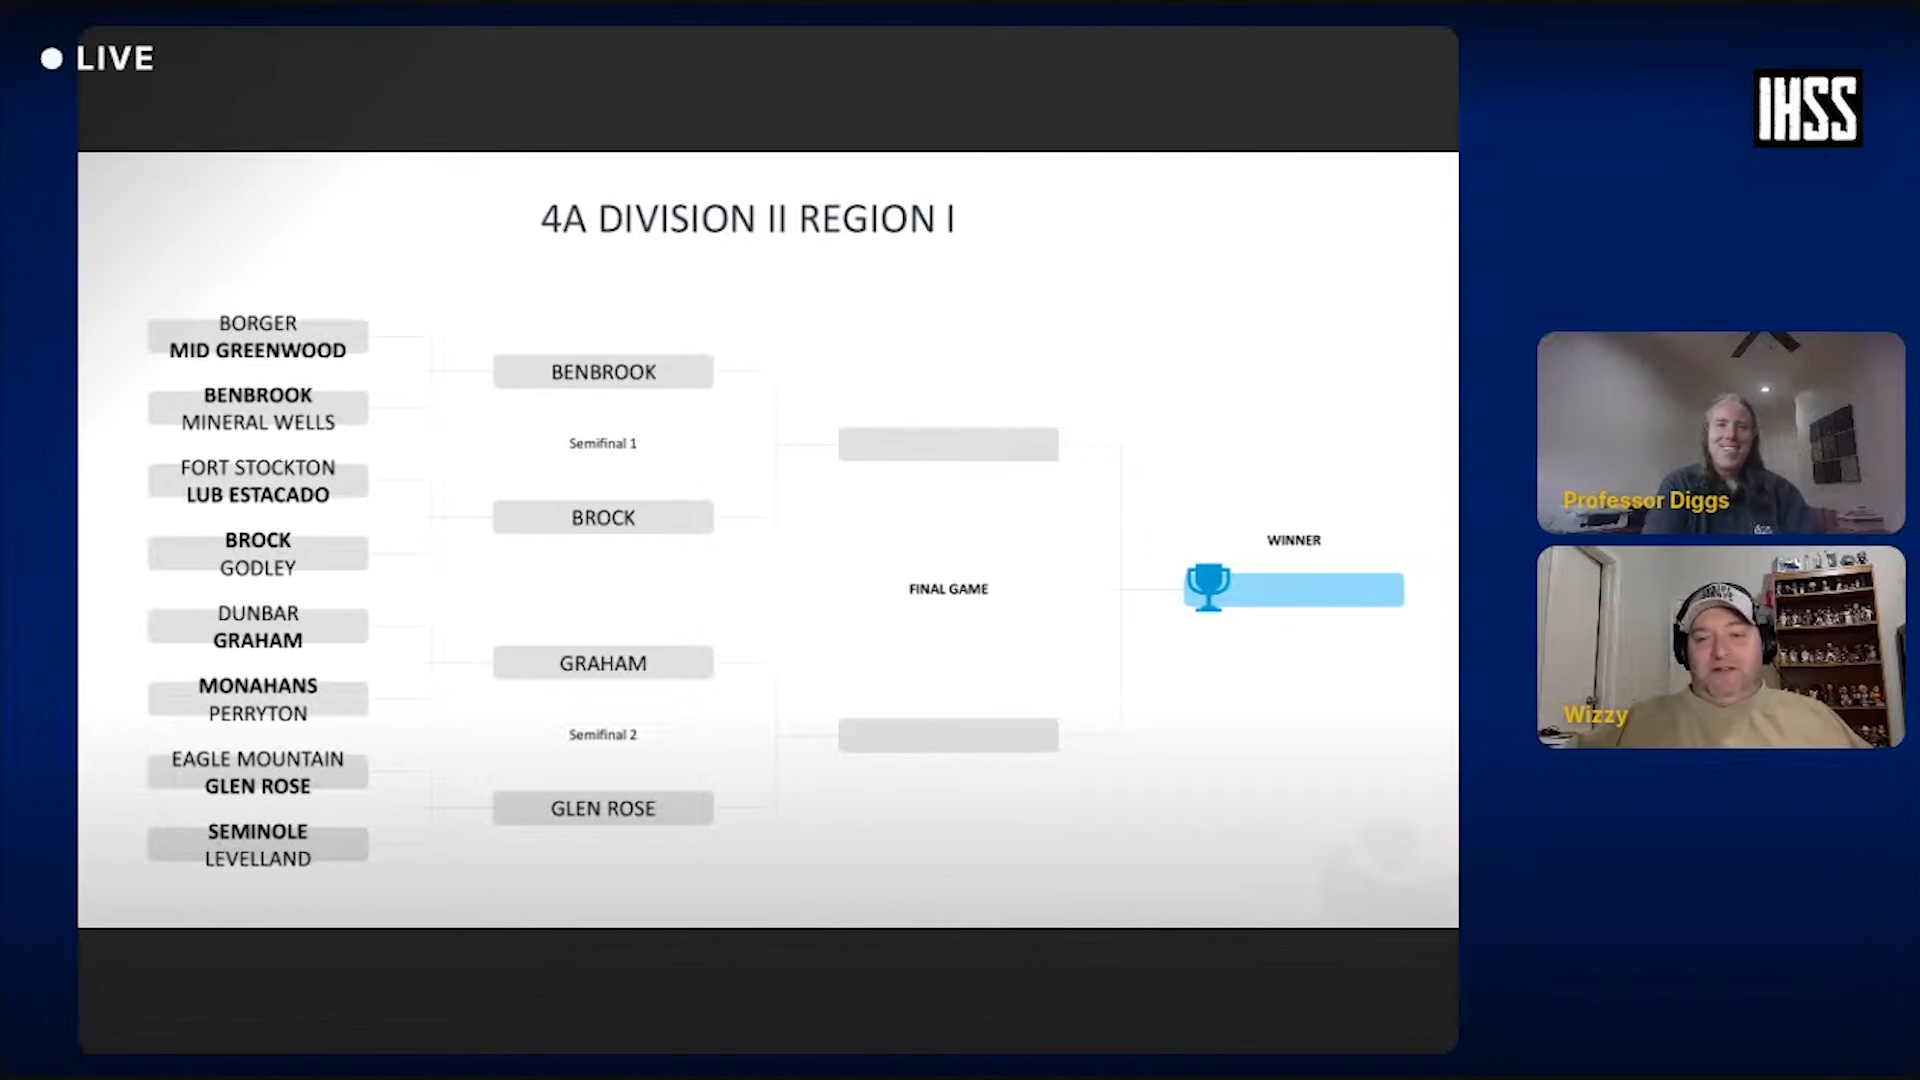 LIVE
IHSS
4A DIVISION II REGION I
BORGER
MID GREENWOOD
BENBROOK
MINERAL WELLS
FORT STOCKTON
LUB ESTACADO
BROCK
GODLEY
DUNBAR
GRAHAM
MONAHANS
PERRYTON
EAGLE MOUNTAIN
GLEN ROSE
SEMINOLE
LEVELLAND
BENBROOK
Semifinal 1
BROCK
GRAHAM
Semifinal 2
GLEN ROSE
FINAL GAME
WINNER
Professor Diggs
Wizzy